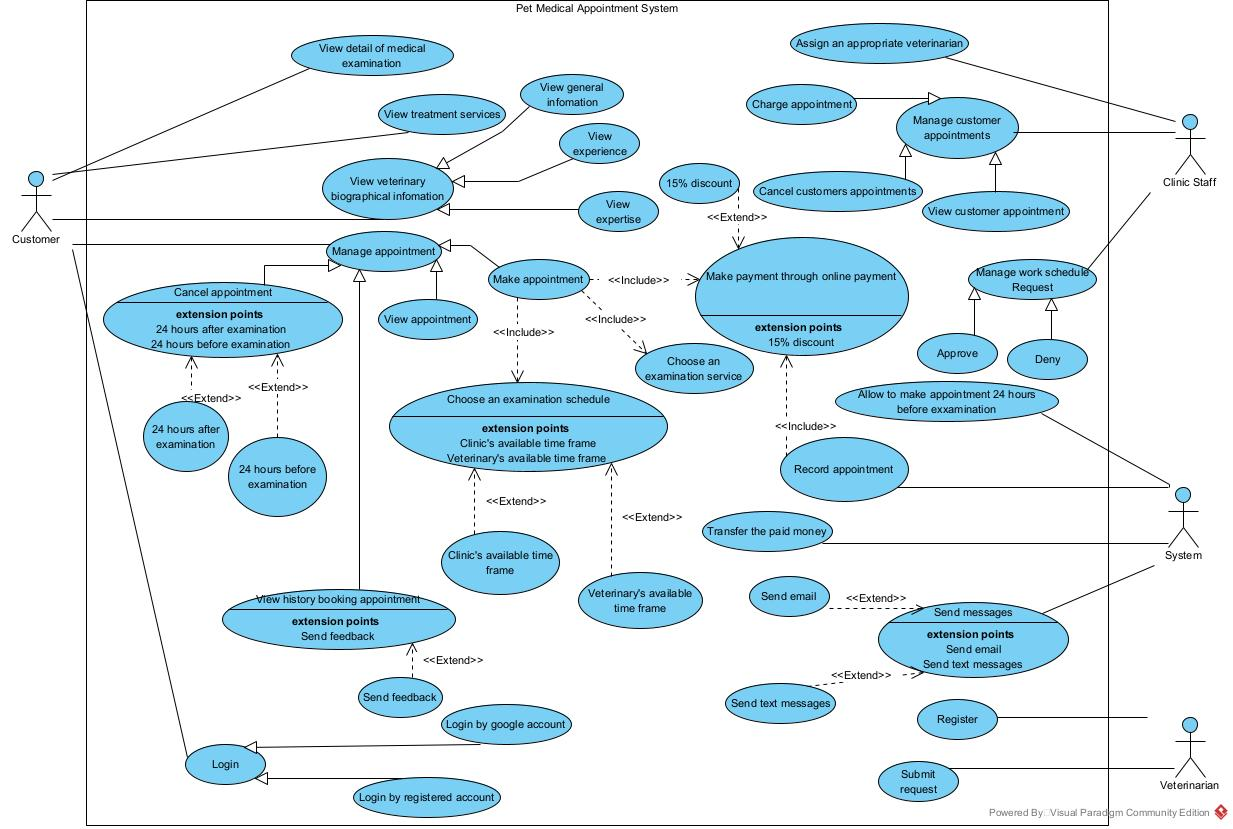 Pet Medical Appointment System
View detail of medical
examination
Assign an appropriate veterinarian
View general
infomation
Charge appointment
View treatment services
Manage customer
appointments
View
experience
Clinic Staff
Customer
View veterinary
biographical infomation
15% discount
Cancel customers appointments
View
expertise
<<Extend>>
View customer appointment
Manage appointment
Make appointment
<<Include>>
Make payment through online payment
extension points
15% discount
Manage work schedule
Request
Cancel appointment
extension points
24 hours after examination
24 hours before exxamination
View appointment
<<Include>>
<<Include>>
Approve
Deny
Choose an
examination service
<<Extend>>
<<Extend>>
Choose an examination schedule
extension points
Clinic's available time frame
Veterinary's available time frame
Allow to make appointment 24 hours
before exxamination
24 hours after
examination
24 hours before
examination
<<Include>>
Record appointment
<<Extend>>
<<Extend>>
Transfer the paid money
System
Clinic's available time
frame
Veterinary's available
time frame
Send email
<<Extend>>
View history booking appointment
extension points
Send feedback
Send messages
extension points
Send email
Send text messages
<<Extend>>
<<Extend>>
Send feedback
Send text messages
Login by google account
Register
Login
Submit
request
Veterinarian
Login by registered account
Powered By Visual Paradigm Community Edition